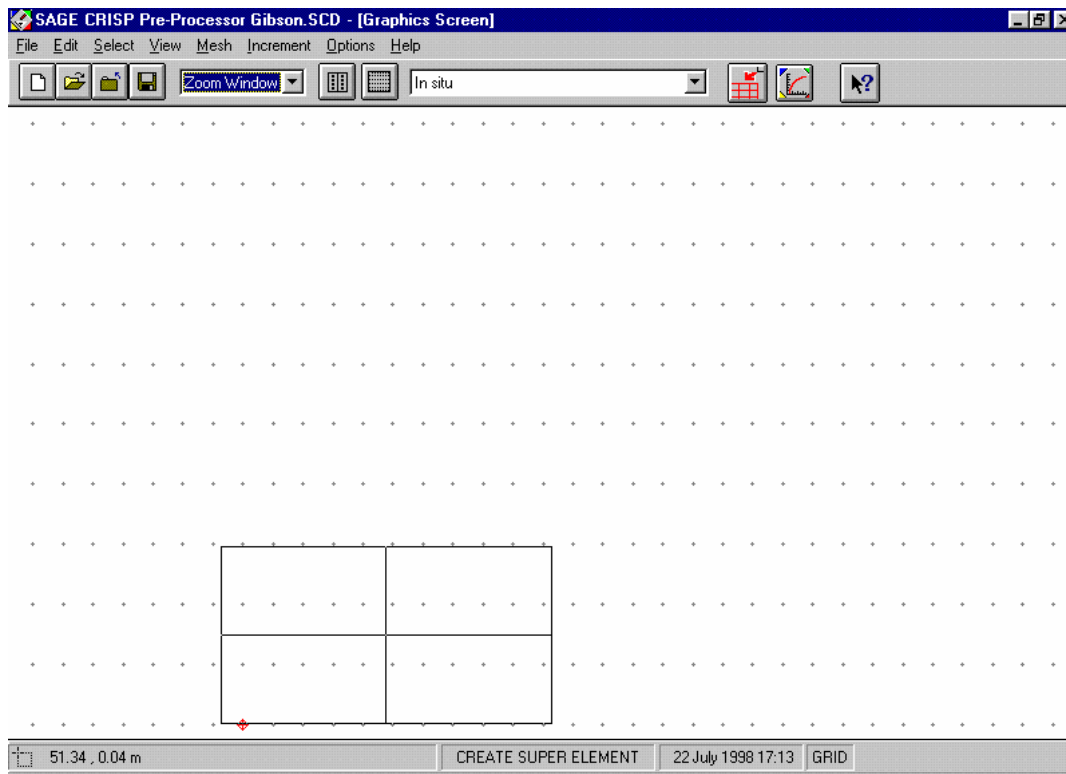 SAGE CRISP Pre-Processor Gibson.SCD - [Graphics Screen]
File Edit Select View Mesh Increment Options Help
Zoom Window In situ
51.34 , 0.04 m CREATE SUPER ELEMENT 22 July 1998 17:13 GRID